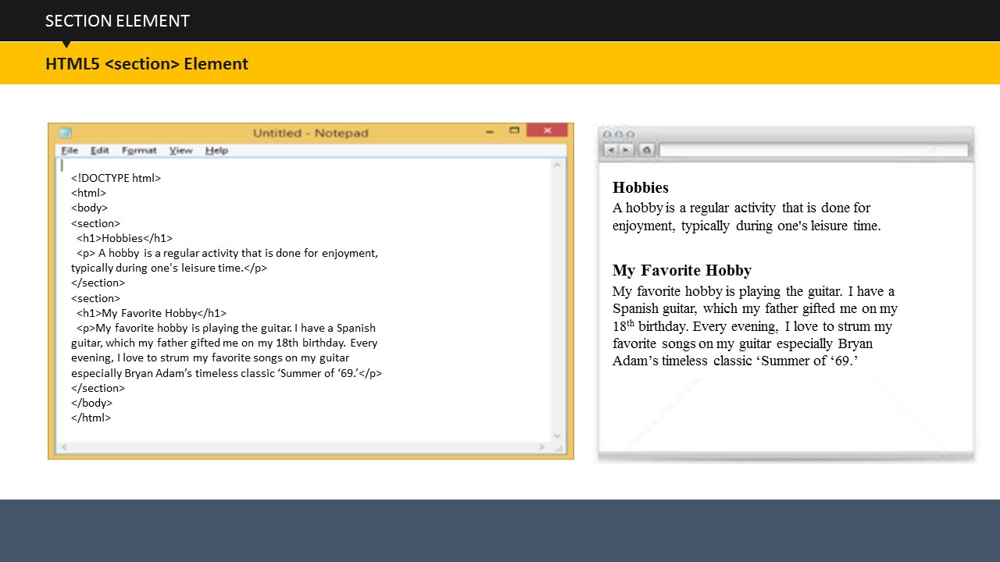 SECTION ELEMENT
HTML5 <section> Element
Untitled - Notepad
File Edit Format View Help
<!DOCTYPE html>
<html>
<body>
<section>
<h1>Hobbies</h1>
<p> A hobby is a regular activity that is done for enjoyment,
typically during one's leisure time.</p>
</section>
<section>
<h1>My Favorite Hobby</h1>
<p>My favorite hobby is playing the guitar. I have a Spanish
guitar, which my father gifted me on my 18th birthday. Every
evening, I love to strum my favorite songs on my guitar
especially Bryan Adam’s timeless classic ‘Summer of ‘69.’</p>
</section>
</body>
</html>
Hobbies
A hobby is a regular activity that is done for
enjoyment, typically during one's leisure time.
My Favorite Hobby
My favorite hobby is playing the guitar. I have a
Spanish guitar, which my father gifted me on my
18th birthday. Every evening, I love to strum my
favorite songs on my guitar especially Bryan
Adam’s timeless classic ‘Summer of ‘69.’